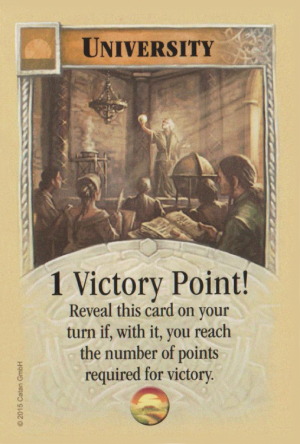 UNIVERSITY
1 Victory Point!
Reveal this card on your
turn if, with it, you reach
the number of points
required for victory.
© 2015 Catan GmbH